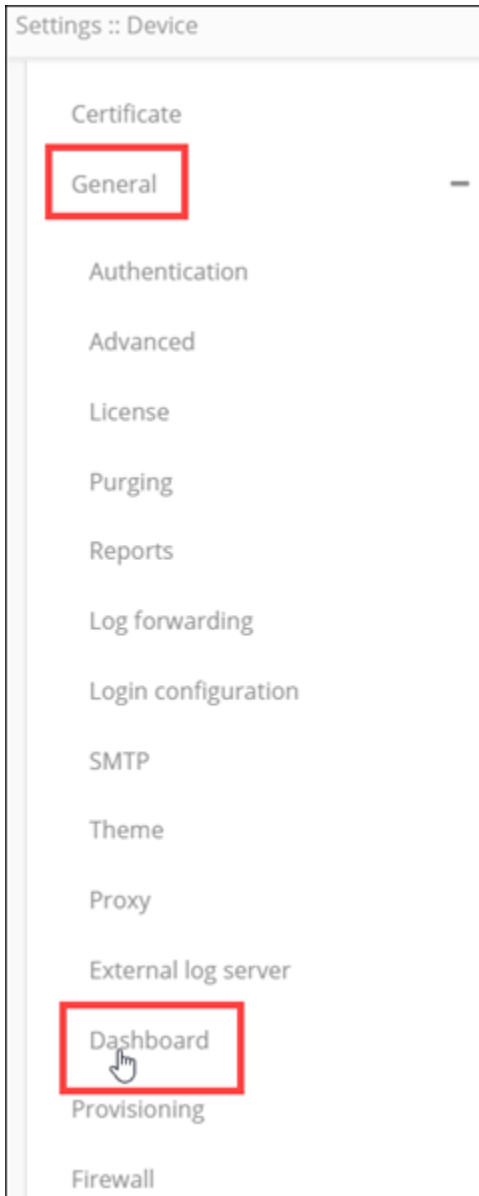 Settings :: Device
Certificate
General
Authentication
Advanced
License
Purging
Reports
Log forwarding
Login configuration
SMTP
Theme
Proxy
External log server
Dashboard
Provisioning
Firewall